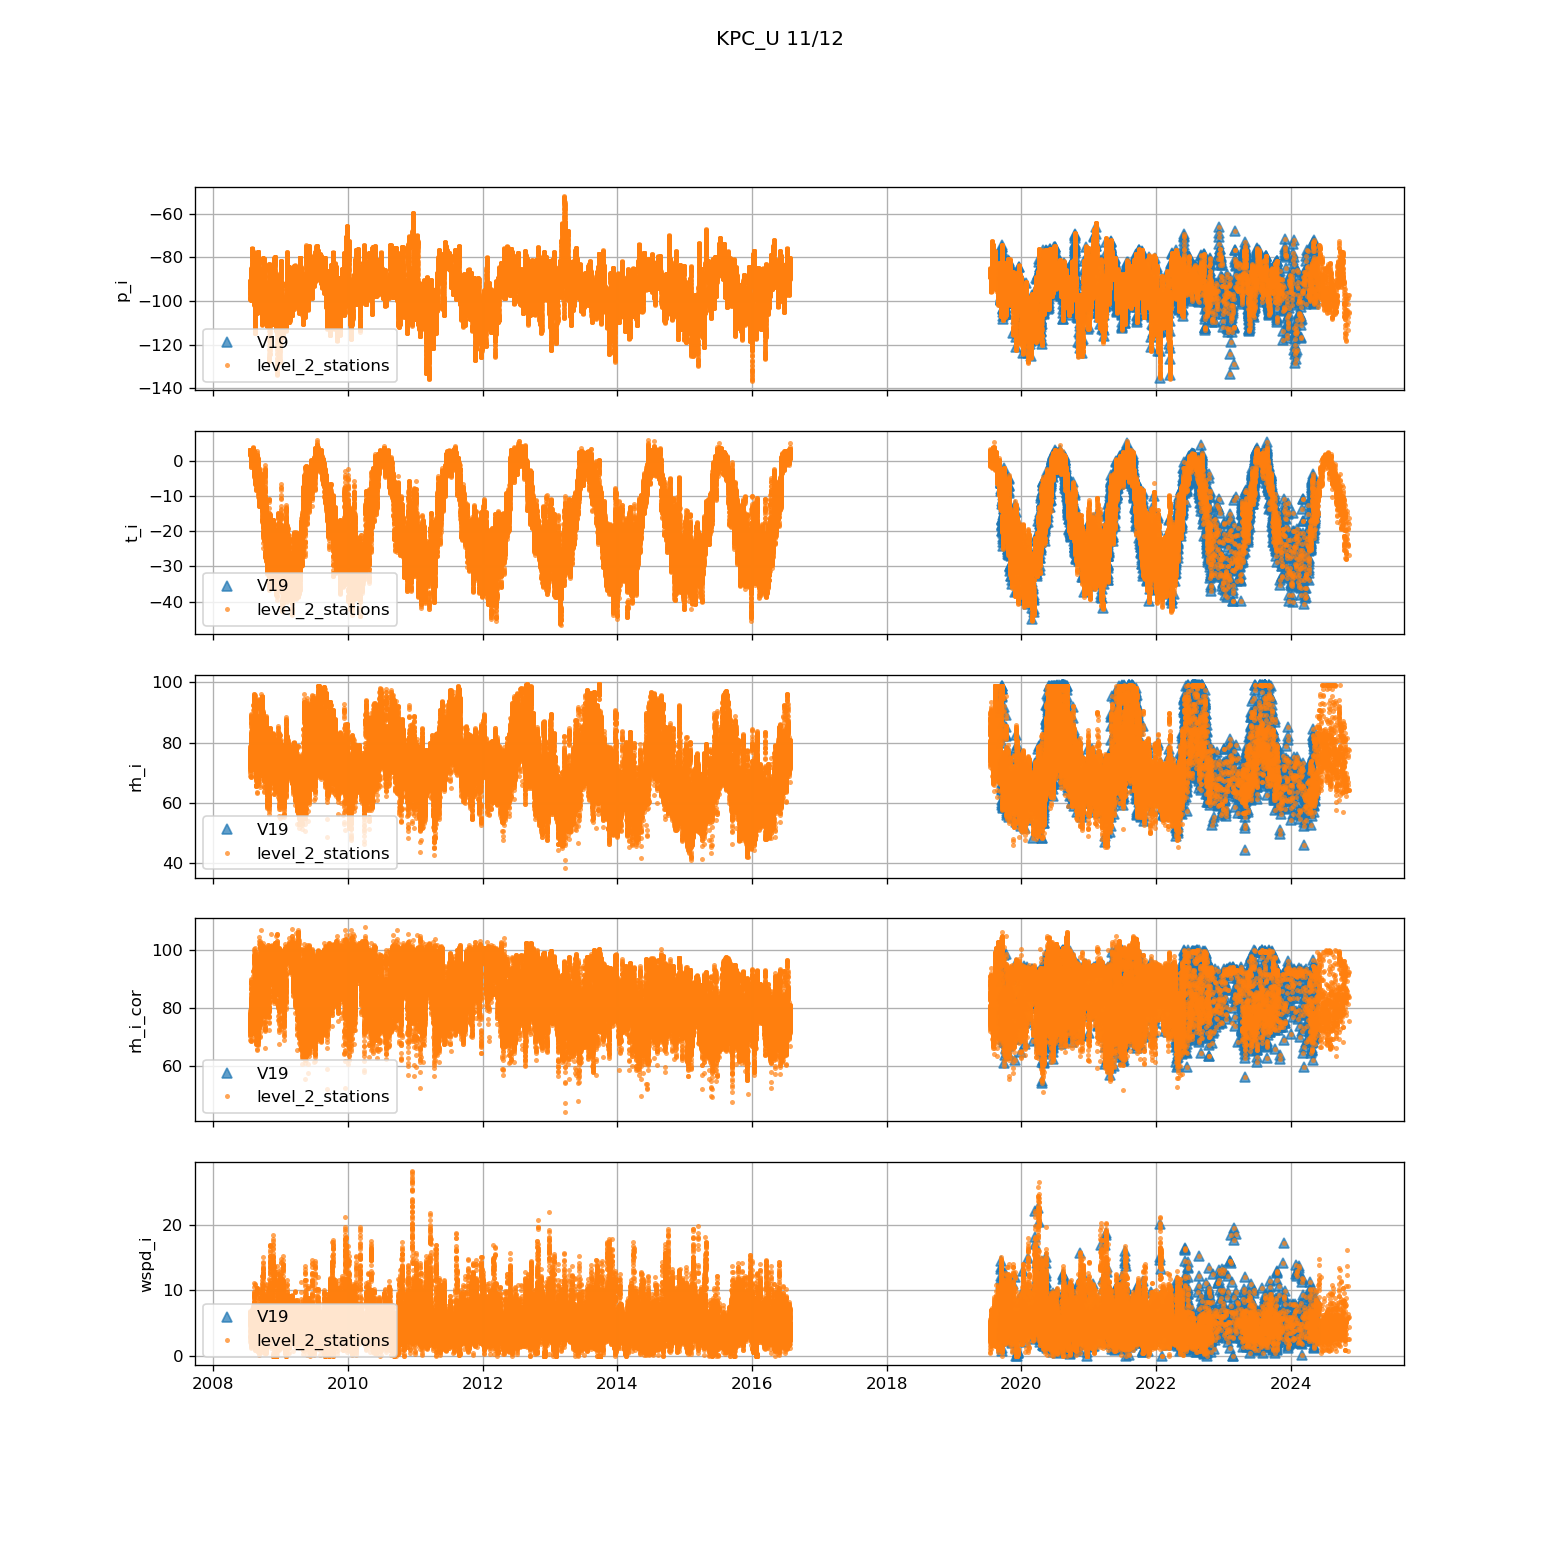 KPC_U 11/12
−60
−80
−100
−120
−140
p_i
V19
level_2_stations
0
−10
−20
−30
−40
t_i
V19
level_2_stations
100
80
60
40
rh_i
V19
level_2_stations
100
80
60
rh_i_cor
V19
level_2_stations
20
10
0
wspd_i
V19
level_2_stations
2008 2010 2012 2014 2016 2018 2020 2022 2024